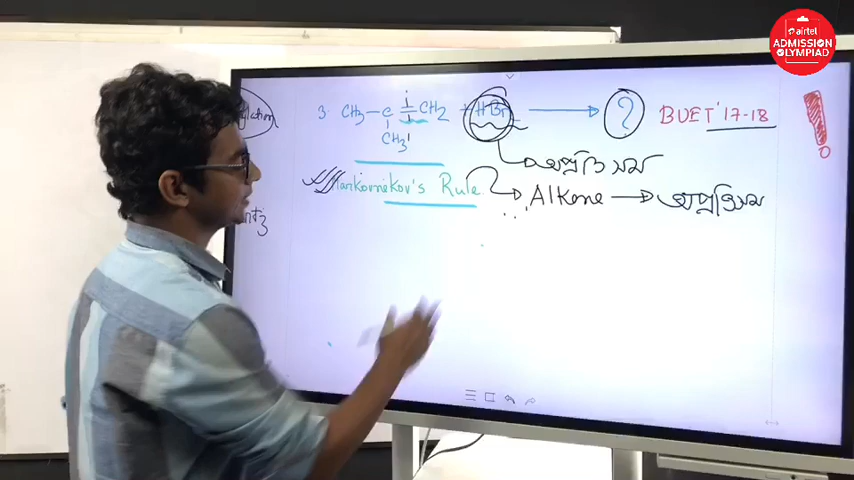 airtel
ADMISSION
OLYMPIAD
3. CH3-C=CH2 + HBr → ? BUET'17-18
CH3
অপ্রতিসম
Markovnekov's Rule → Alkene → অপ্রতিসম